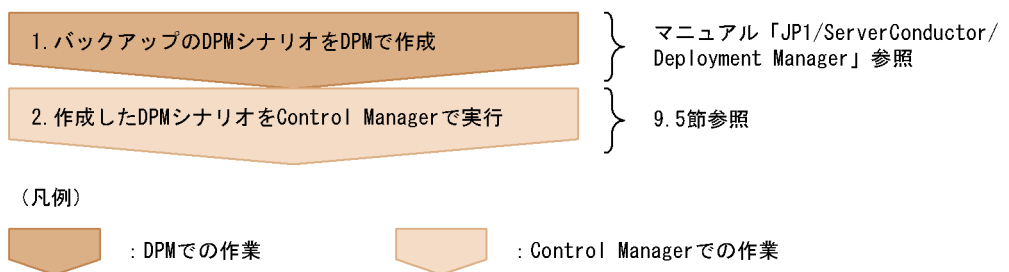 1.バックアップのDPMシナリオをDPMで作成
マニュアル「JP1/ServerConductor/
Deployment Manager」参照
2.作成したDPMシナリオをControl Managerで実行
9.5節参照
(凡例)
:DPMでの作業
:Control Managerでの作業